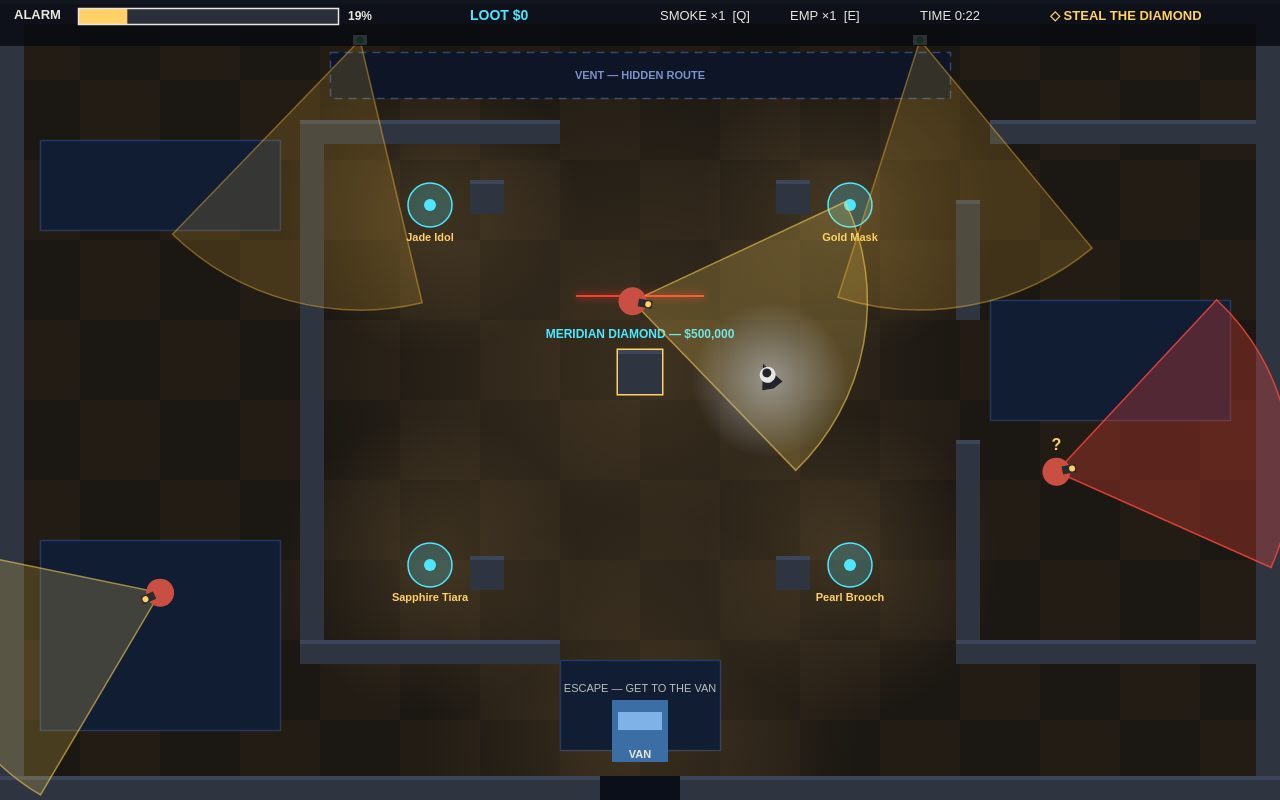 ALARM 19% LOOT $0 SMOKE ×1 [Q] EMP ×1 [E] TIME 0:22 ◇ STEAL THE DIAMOND
VENT — HIDDEN ROUTE
Jade Idol
Gold Mask
MERIDIAN DIAMOND — $500,000
?
Sapphire Tiara
Pearl Brooch
ESCAPE — GET TO THE VAN
VAN